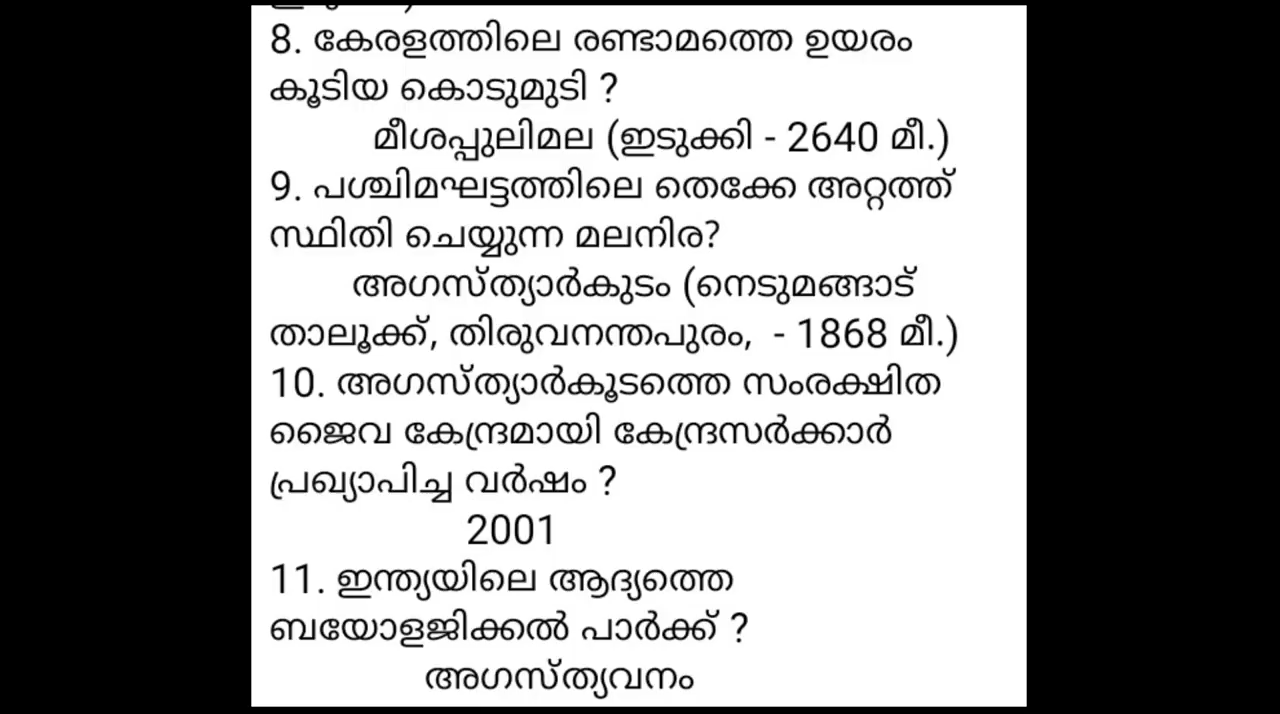 8. കേരളത്തിലെ രണ്ടാമത്തെ ഉയരം
കൂടിയ കൊടുമുടി ?
മീശപ്പുലിമല (ഇടുക്കി - 2640 മീ.)
9. പശ്ചിമഘട്ടത്തിലെ തെക്കേ അറ്റത്ത്
സ്ഥിതി ചെയ്യുന്ന മലനിര?
അഗസ്ത്യാർകുടം (നെടുമങ്ങാട്
താലൂക്ക്, തിരുവനന്തപുരം, - 1868 മീ.)
10. അഗസ്ത്യാർകൂടത്തെ സംരക്ഷിത
ജൈവ കേന്ദ്രമായി കേന്ദ്രസർക്കാർ
പ്രഖ്യാപിച്ച വർഷം ?
2001
11. ഇന്ത്യയിലെ ആദ്യത്തെ
ബയോളജിക്കൽ പാർക്ക് ?
അഗസ്ത്യവനം